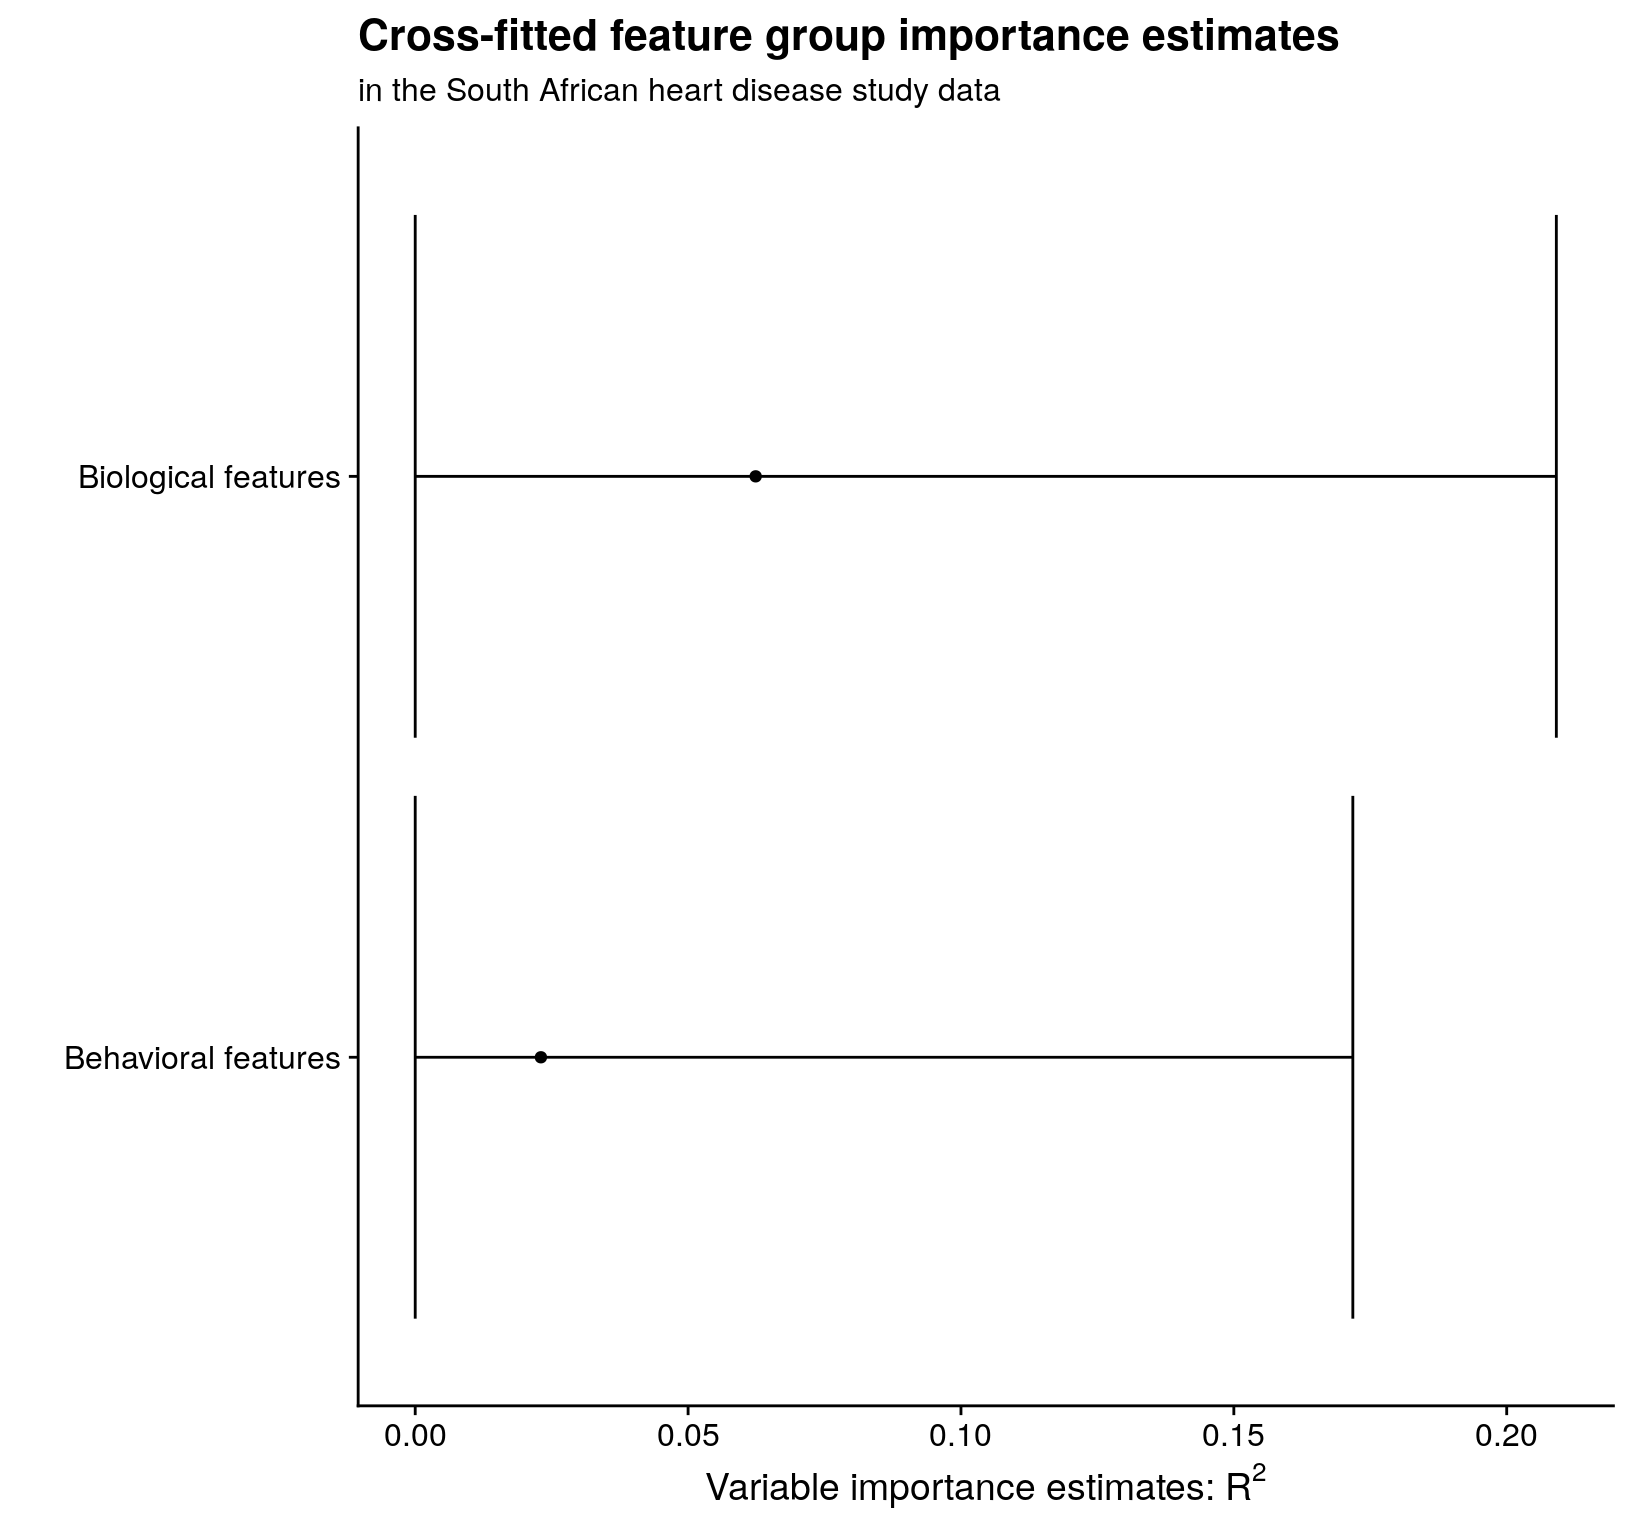 Cross-fitted feature group importance estimates
in the South African heart disease study data
Biological features
Behavioral features
0.00 0.05 0.10 0.15 0.20
Variable importance estimates: R²